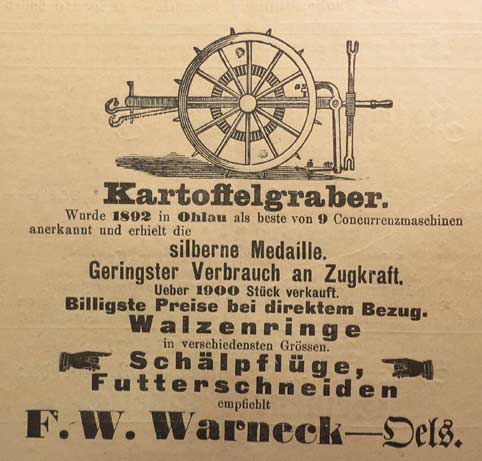 Kartoffelgraber.
Wurde 1892 in Ohlau als beste von 9 Concurrenzmaschinen
anerkannt und erhielt die
silberne Medaille.
Geringster Verbrauch an Zugkraft.
Ueber 1900 Stück verkauft.
Billigste Preise bei direktem Bezug.
Walzenringe
in verschiedensten Grössen.
Schälpflüge,
Futterschneiden
empfiehlt
F. W. Warneck—Oels.